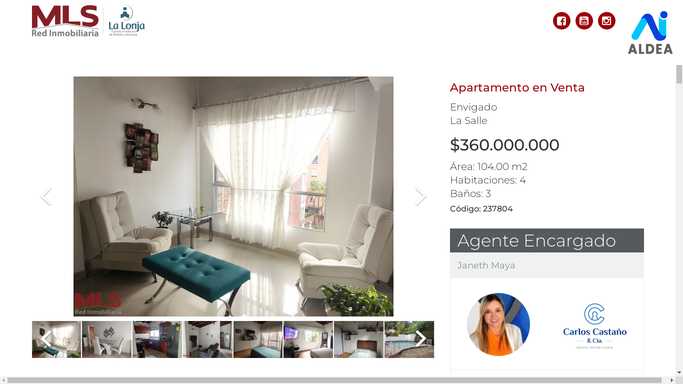 MLS
Red Inmobiliaria
La Lonja
ALDEA
Apartamento en Venta
Envigado
La Salle
$360.000.000
Área: 104.00 m2
Habitaciones: 4
Baños: 3
Código: 237804
MLS
Red Inmobiliaria
Agente Encargado
Janeth Maya
Carlos Castaño
& Cía.